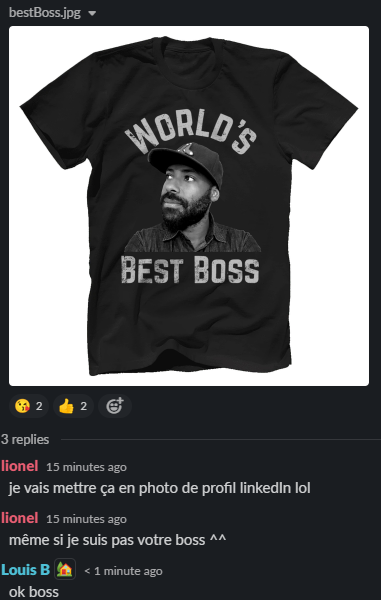 bestBoss.jpg
WORLD'S
BEST BOSS
2
2
3 replies
lionel 15 minutes ago
je vais mettre ça en photo de profil linkedIn lol
lionel 15 minutes ago
même si je suis pas votre boss ^^
Louis B < 1 minute ago
ok boss